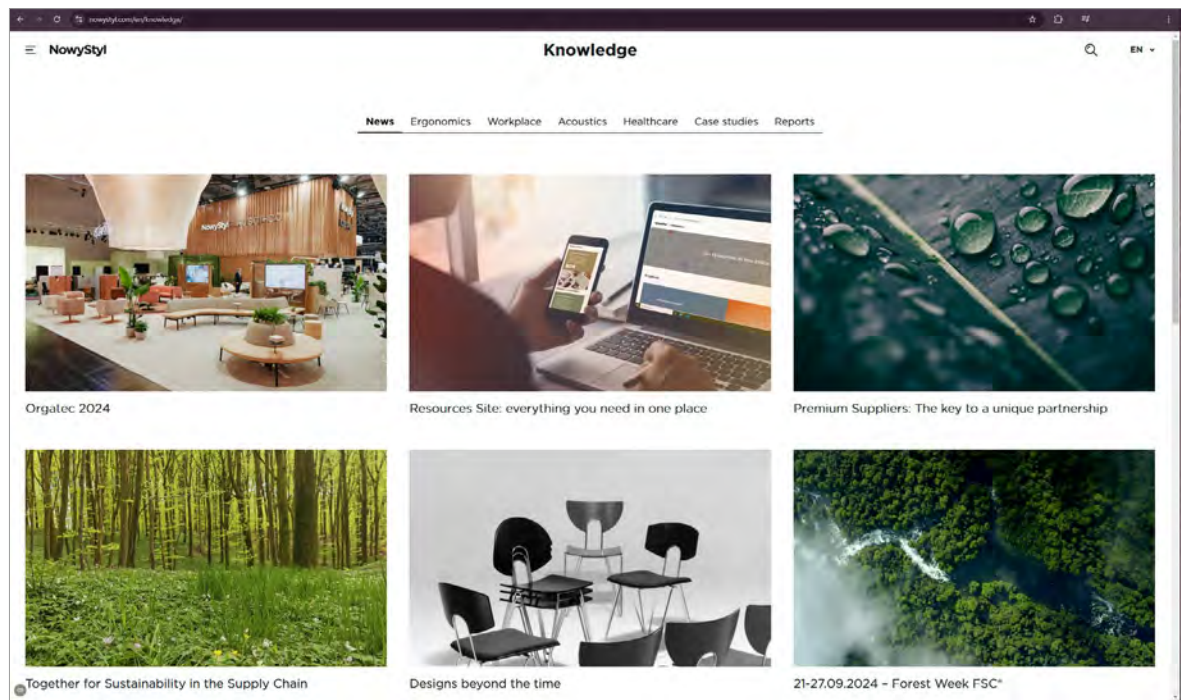 nowystyl.com/en/knowledge/
NowyStyl
Knowledge
EN
News Ergonomics Workplace Acoustics Healthcare Case studies Reports
NowyStyl
Orgatec 2024
Resources Site: everything you need in one place
Premium Suppliers: The key to a unique partnership
Together for Sustainability in the Supply Chain
Designs beyond the time
21-27.09.2024 – Forest Week FSC®